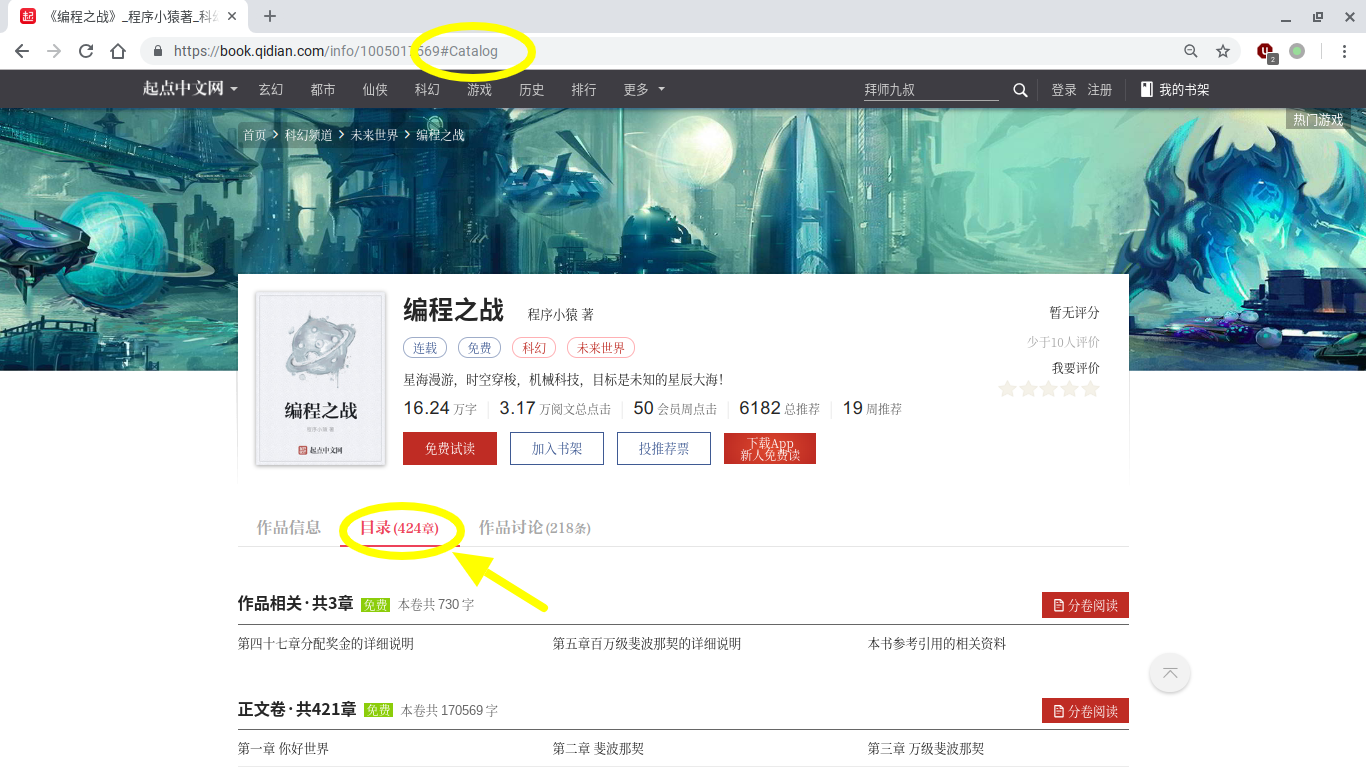 《编程之战》_程序小猿著_科幻
https://book.qidian.com/info/1005017569#Catalog
2
起点中文网 玄幻 都市 仙侠 科幻 游戏 历史 排行 更多 拜师九叔 登录 注册 我的书架
首页 > 科幻频道 > 未来世界 > 编程之战
热门游戏
编程之战 程序小猿 著
暂无评分
少于10人评价
连载 免费 科幻 未来世界
我要评价
星海漫游，时空穿梭，机械科技，目标是未知的星辰大海！
16.24 万字 3.17 万阅文总点击 50 会员周点击 6182 总推荐 19 周推荐
编程之战
程序小猿 著
起点中文网
免费试读 加入书架 投推荐票 下载App
新人免费读
作品信息 目录(424章) 作品讨论(218条)
作品相关·共3章 免费 本卷共 730 字 分卷阅读
第四十七章分配奖金的详细说明 第五章百万级斐波那契的详细说明 本书参考引用的相关资料
正文卷·共421章 免费 本卷共 170569 字 分卷阅读
第一章 你好世界 第二章 斐波那契 第三章 万级斐波那契